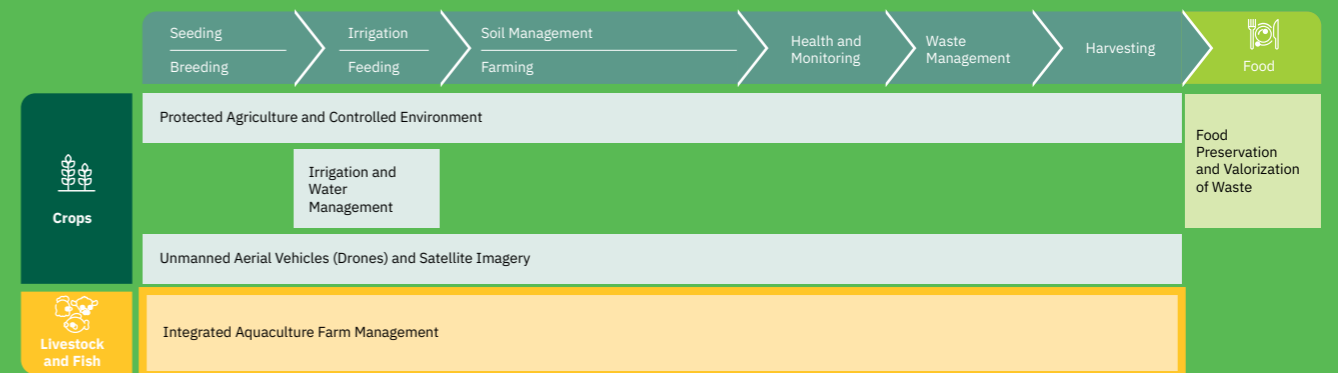 Seeding
Breeding
Irrigation
Feeding
Soil Management
Farming
Health and
Monitoring
Waste
Management
Harvesting
Food
Crops
Protected Agriculture and Controlled Environment
Irrigation and
Water
Management
Unmanned Aerial Vehicles (Drones) and Satellite Imagery
Food
Preservation
and Valorization
of Waste
Livestock
and Fish
Integrated Aquaculture Farm Management